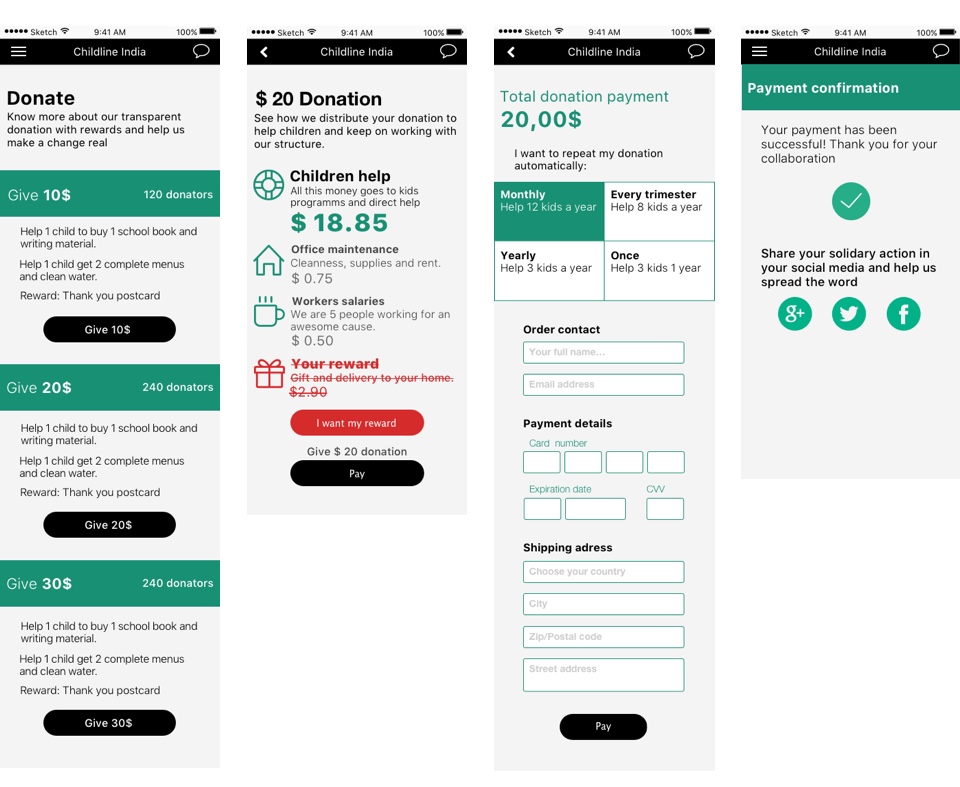 Sketch 9:41 AM 100%
Childline India
Donate
Know more about our transparent
donation with rewards and help us
make a change real
Give 10$ 120 donators
Help 1 child to buy 1 school book and
writing material.
Help 1 child get 2 complete menus
and clean water.
Reward: Thank you postcard
Give 10$
Give 20$ 240 donators
Help 1 child to buy 1 school book and
writing material.
Help 1 child get 2 complete menus
and clean water.
Reward: Thank you postcard
Give 20$
Give 30$ 240 donators
Help 1 child to buy 1 school book and
writing material.
Help 1 child get 2 complete menus
and clean water.
Reward: Thank you postcard
Give 30$
Sketch 9:41 AM 100%
Childline India
$ 20 Donation
See how we distribute your donation to
help children and keep on working with
our structure.
Children help
All this money goes to kids
programms and direct help
$ 18.85
Office maintenance
Cleanness, supplies and rent.
$ 0.75
Workers salaries
We are 5 people working for an
awesome cause.
$ 0.50
Your reward
Gift and delivery to your home.
$2.90
I want my reward
Give $ 20 donation
Pay
Sketch 9:41 AM 100%
Childline India
Total donation payment
20,00$
I want to repeat my donation
automatically:
Monthly
Help 12 kids a year
Every trimester
Help 8 kids a year
Yearly
Help 3 kids a year
Once
Help 3 kids 1 year
Order contact
Your full name...
Email address
Payment details
Card number
Expiration date CVV
Shipping adress
Choose your country
City
Zip/Postal code
Street address
Pay
Sketch 9:41 AM 100%
Childline India
Payment confirmation
Your payment has been
successful! Thank you for your
collaboration
Share your solidary action in
your social media and help us
spread the word
g+ f